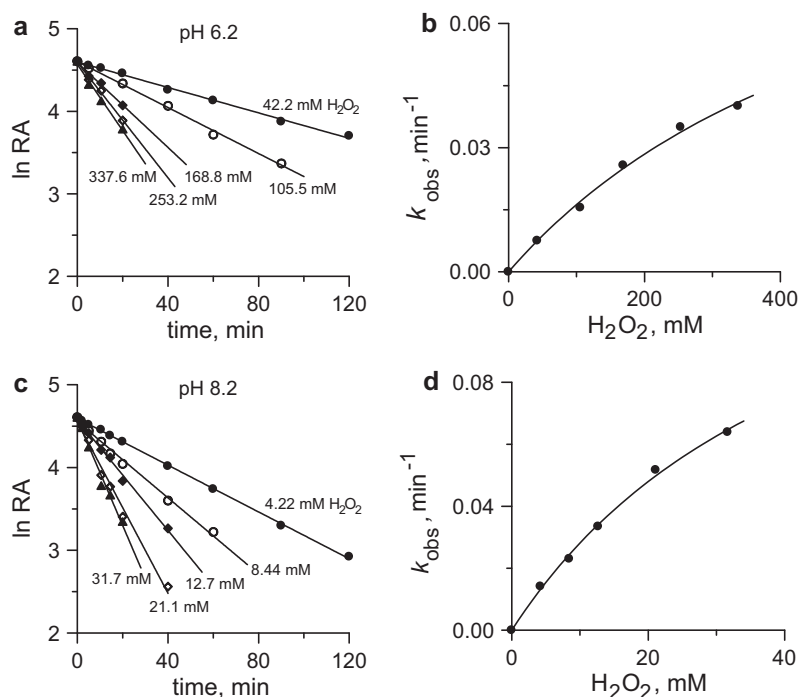 a
pH 6.2
5
4
3
2
ln RA
0
40
80
120
time, min
42.2 mM H₂O₂
337.6 mM
168.8 mM
253.2 mM
105.5 mM
b
0.06
0.03
0.00
k obs , min⁻¹
0
200
400
H₂O₂, mM
c
pH 8.2
5
4
3
2
ln RA
0
40
80
120
time, min
4.22 mM H₂O₂
31.7 mM
12.7 mM
8.44 mM
21.1 mM
d
0.08
0.04
0.00
k obs , min⁻¹
0
20
40
H₂O₂, mM